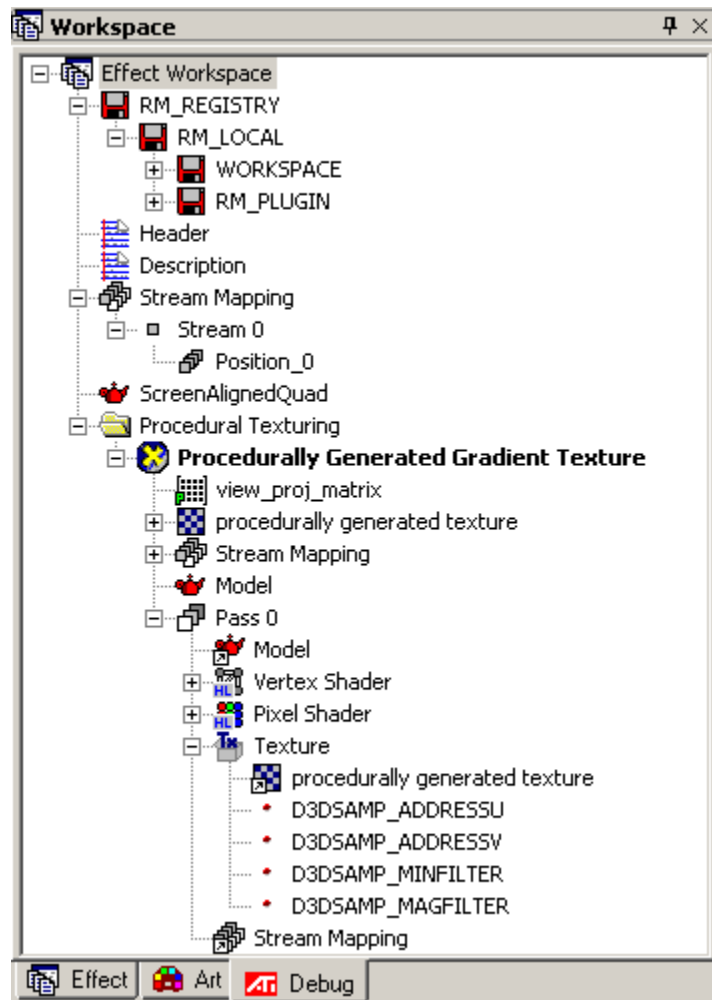 Workspace
Effect Workspace
RM_REGISTRY
RM_LOCAL
WORKSPACE
RM_PLUGIN
Header
Description
Stream Mapping
Stream 0
Position_0
ScreenAlignedQuad
Procedural Texturing
Procedurally Generated Gradient Texture
view_proj_matrix
procedurally generated texture
Stream Mapping
Model
Pass 0
Model
Vertex Shader
Pixel Shader
Texture
procedurally generated texture
D3DSAMP_ADDRESSU
D3DSAMP_ADDRESSV
D3DSAMP_MINFILTER
D3DSAMP_MAGFILTER
Stream Mapping
Effect Art ATI Debug